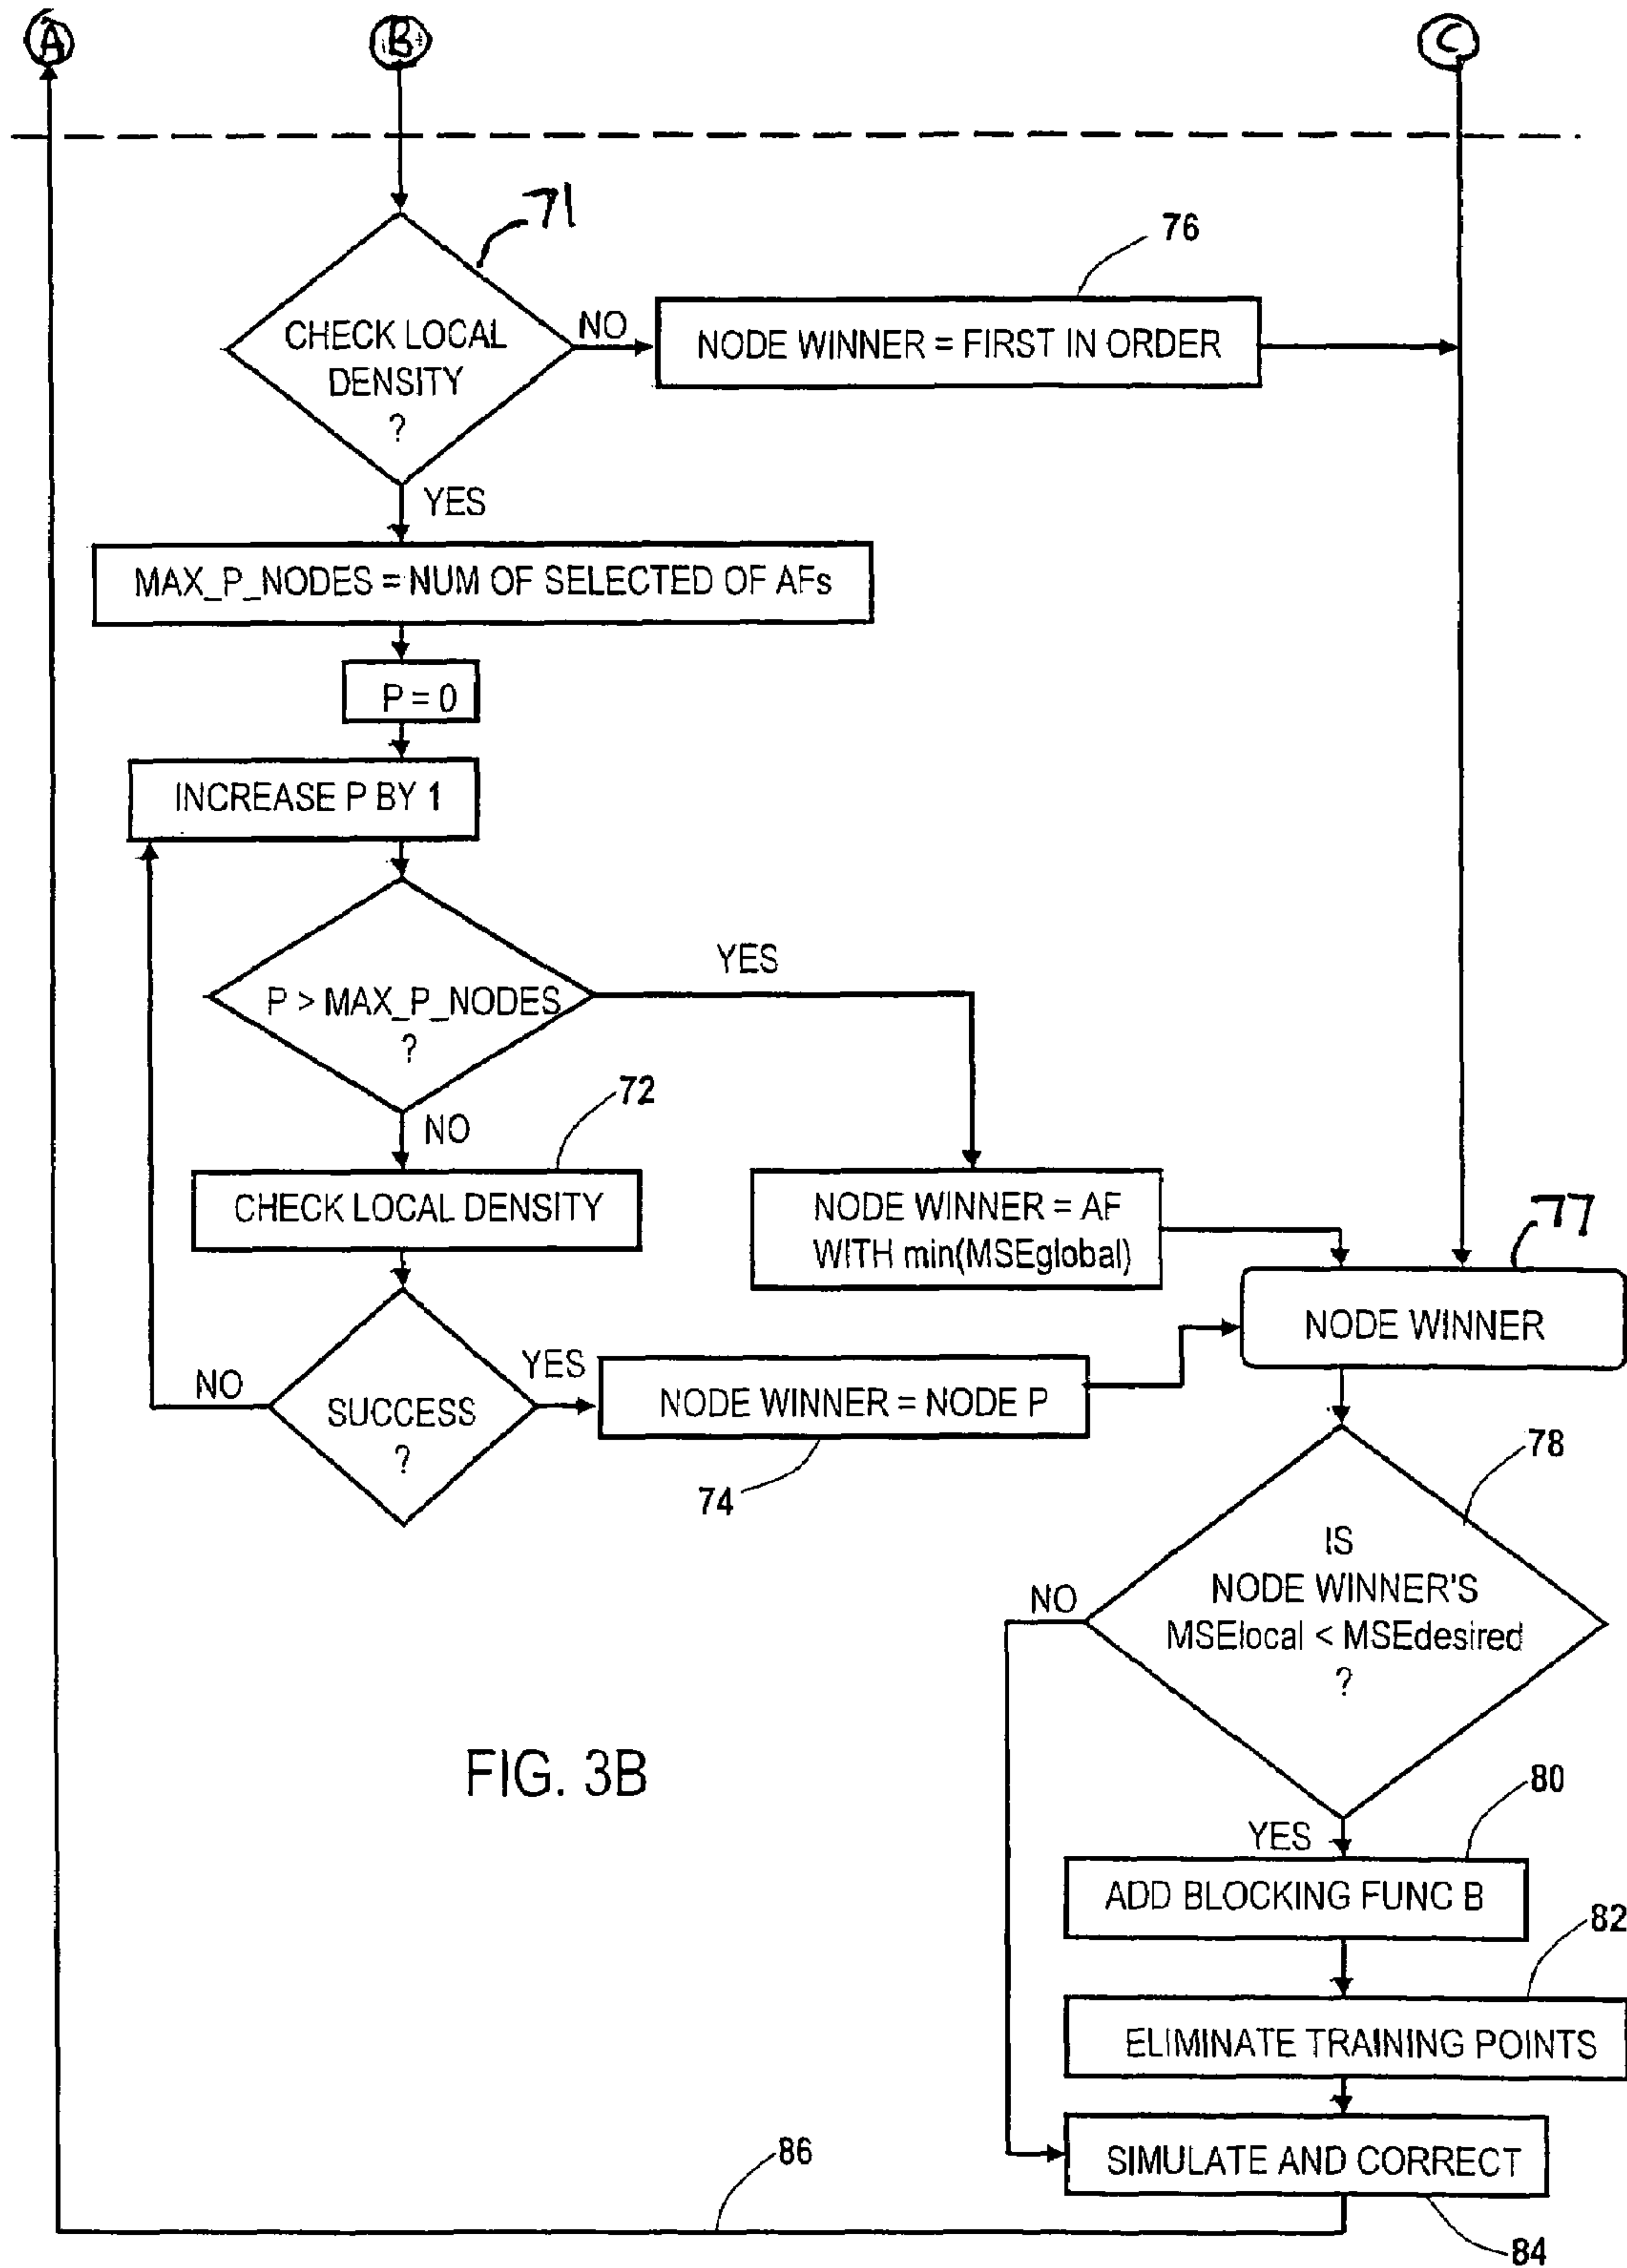 A
B
C
71
76
CHECK LOCAL
DENSITY
?
NO
NODE WINNER = FIRST IN ORDER
YES
MAX_P_NODES = NUM OF SELECTED OF AFs
P = 0
INCREASE P BY 1
P > MAX_P_NODES
?
YES
NO
72
CHECK LOCAL DENSITY
NODE WINNER = AF
WITH min(MSEglobal)
77
NODE WINNER
NO
SUCCESS
?
YES
NODE WINNER = NODE P
74
78
IS
NODE WINNER'S
MSElocal < MSEdesired
?
NO
FIG. 3B
YES
80
ADD BLOCKING FUNC B
82
ELIMINATE TRAINING POINTS
SIMULATE AND CORRECT
86
84